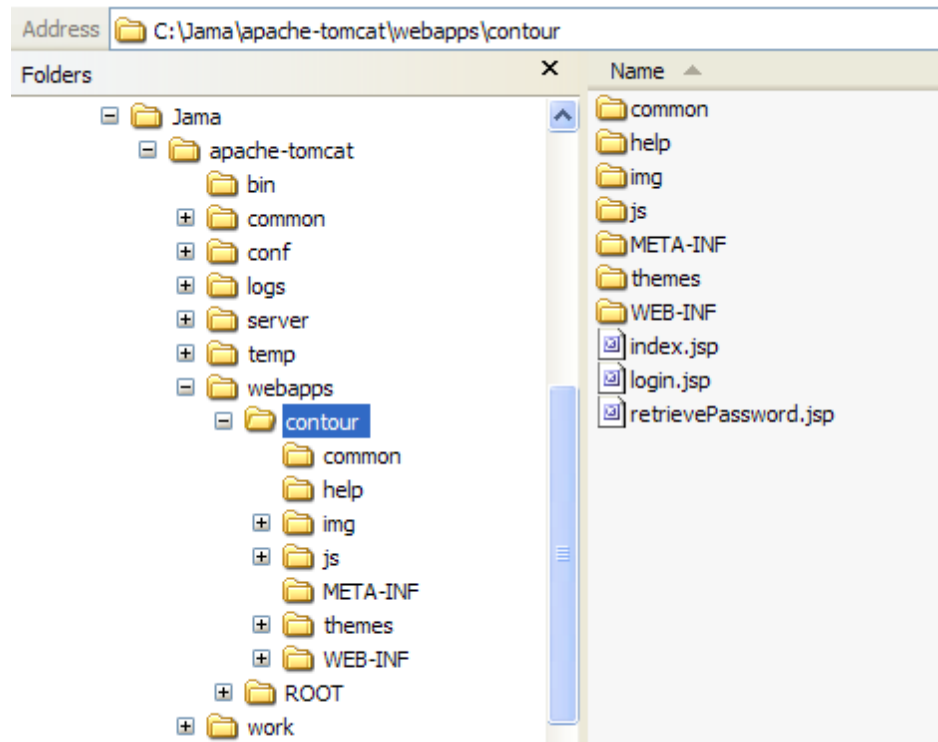 Address C:\Jama\apache-tomcat\webapps\contour
Folders
Jama
apache-tomcat
bin
common
conf
logs
server
temp
webapps
contour
common
help
img
js
META-INF
themes
WEB-INF
ROOT
work
Name
common
help
img
js
META-INF
themes
WEB-INF
index.jsp
login.jsp
retrievePassword.jsp